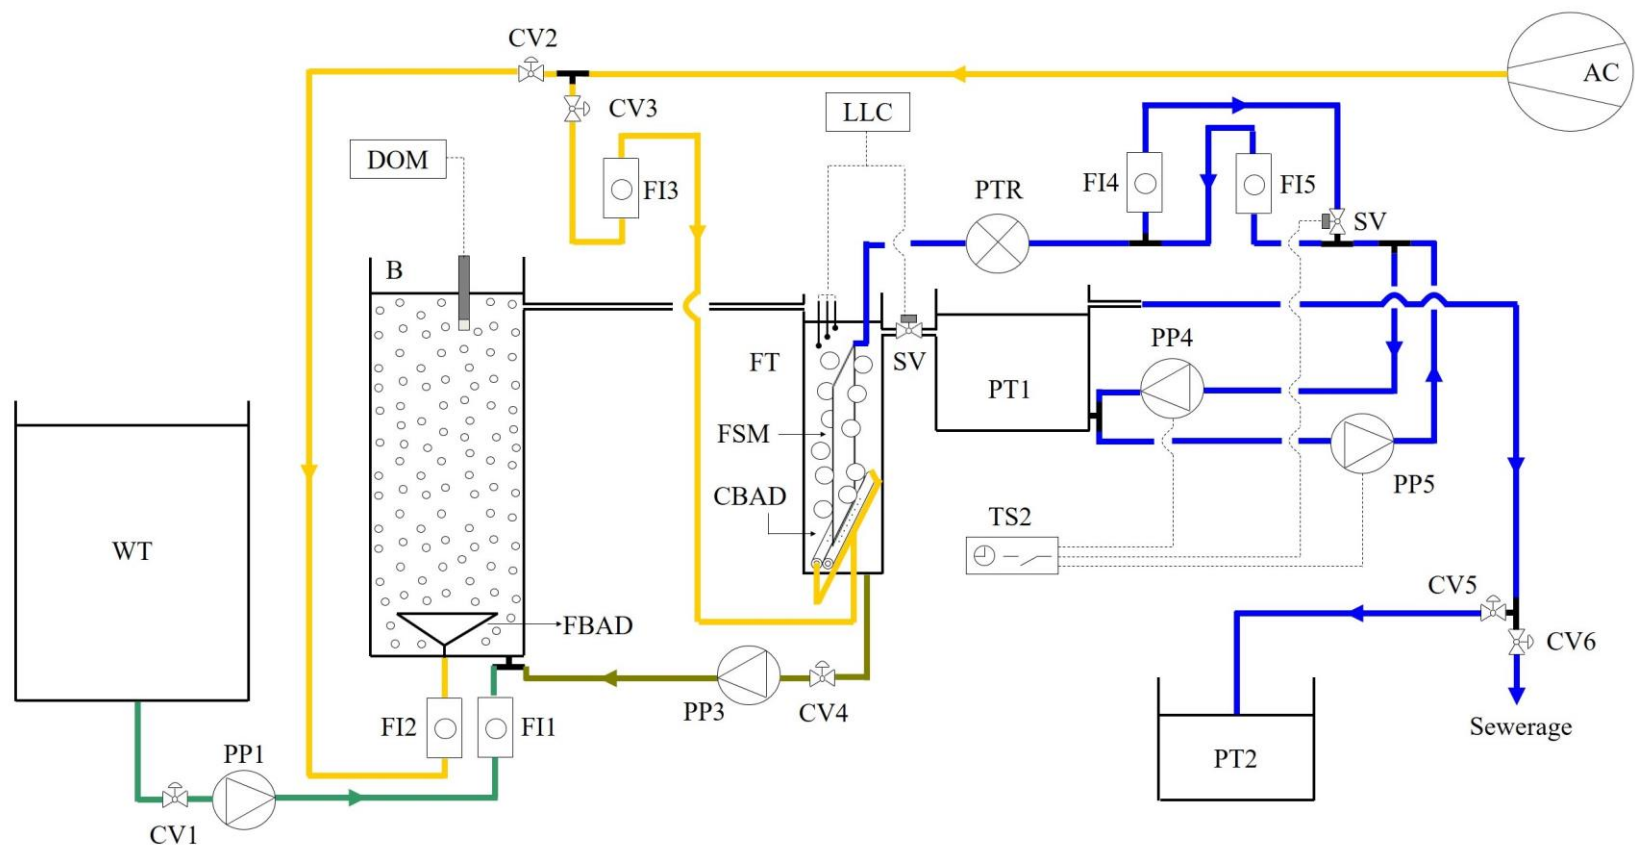 CV2
AC
CV3
LLC
DOM
FI3
PTR
FI4
FI5
SV
B
FT
SV
PP4
PT1
FSM
CBAD
PP5
TS2
WT
FBAD
CV5
CV6
PP3
CV4
FI2
FI1
Sewerage
PP1
PT2
CV1